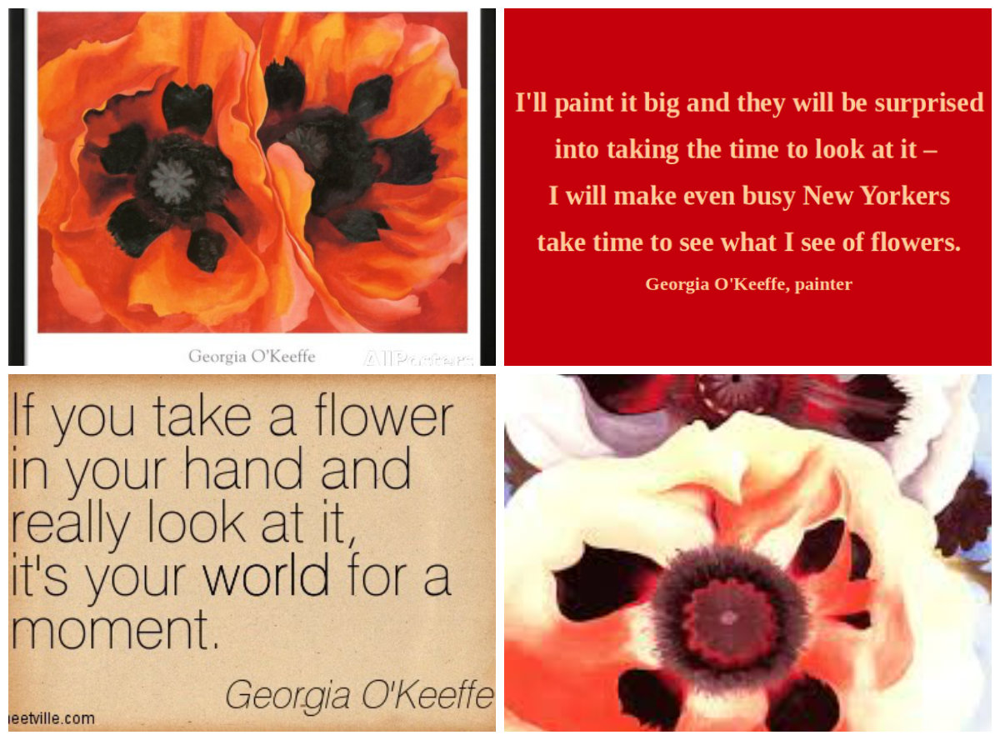 Georgia O'Keeffe
AllPosters
I'll paint it big and they will be surprised
into taking the time to look at it –
I will make even busy New Yorkers
take time to see what I see of flowers.
Georgia O'Keeffe, painter
If you take a flower
in your hand and
really look at it,
it's your world for a
moment.
Georgia O'Keeffe
eetville.com